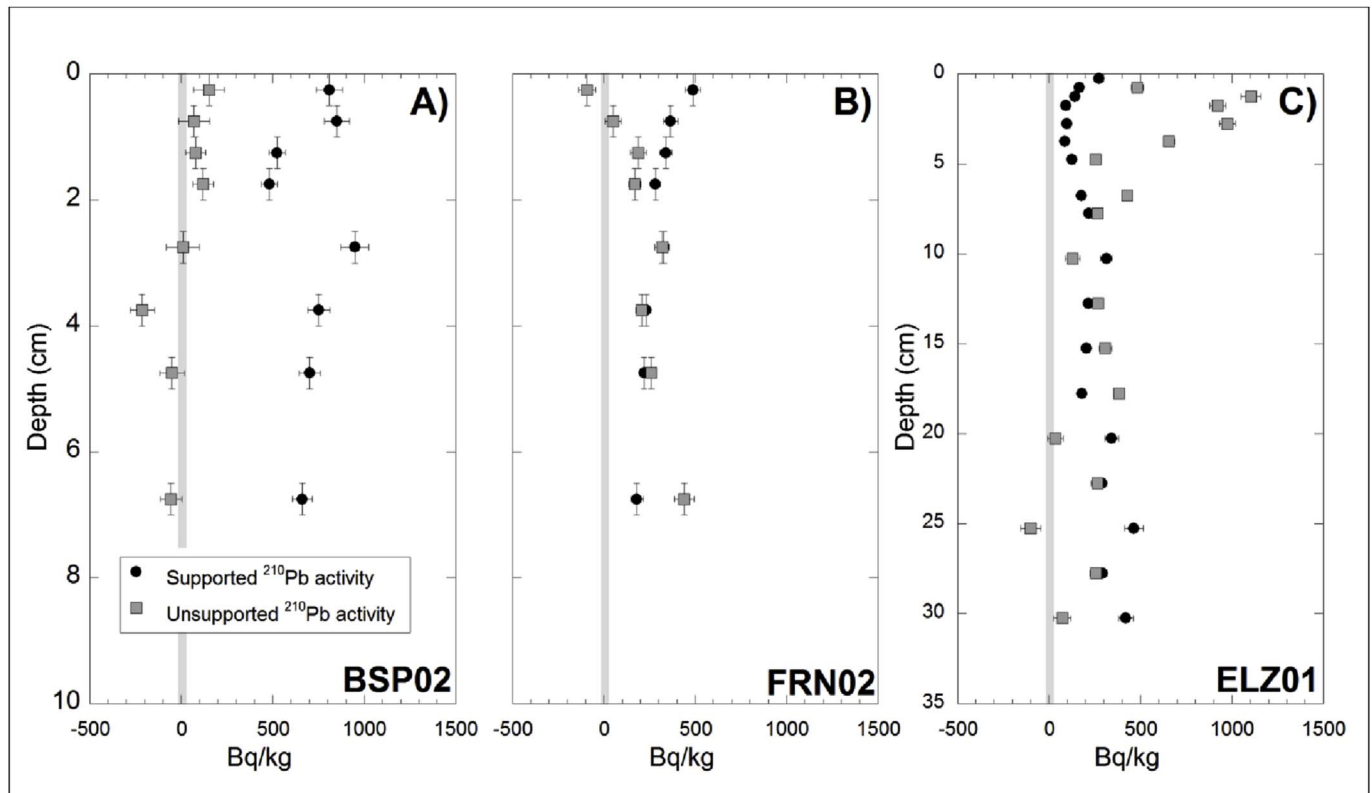 A)
B)
C)
0
2
4
6
8
10
Depth (cm)
-500 0 500 1000 1500
Bq/kg
Supported ²¹⁰Pb activity
Unsupported ²¹⁰Pb activity
BSP02
-500 0 500 1000 1500
Bq/kg
FRN02
0
5
10
15
20
25
30
35
Depth (cm)
-500 0 500 1000 1500
Bq/kg
ELZ01